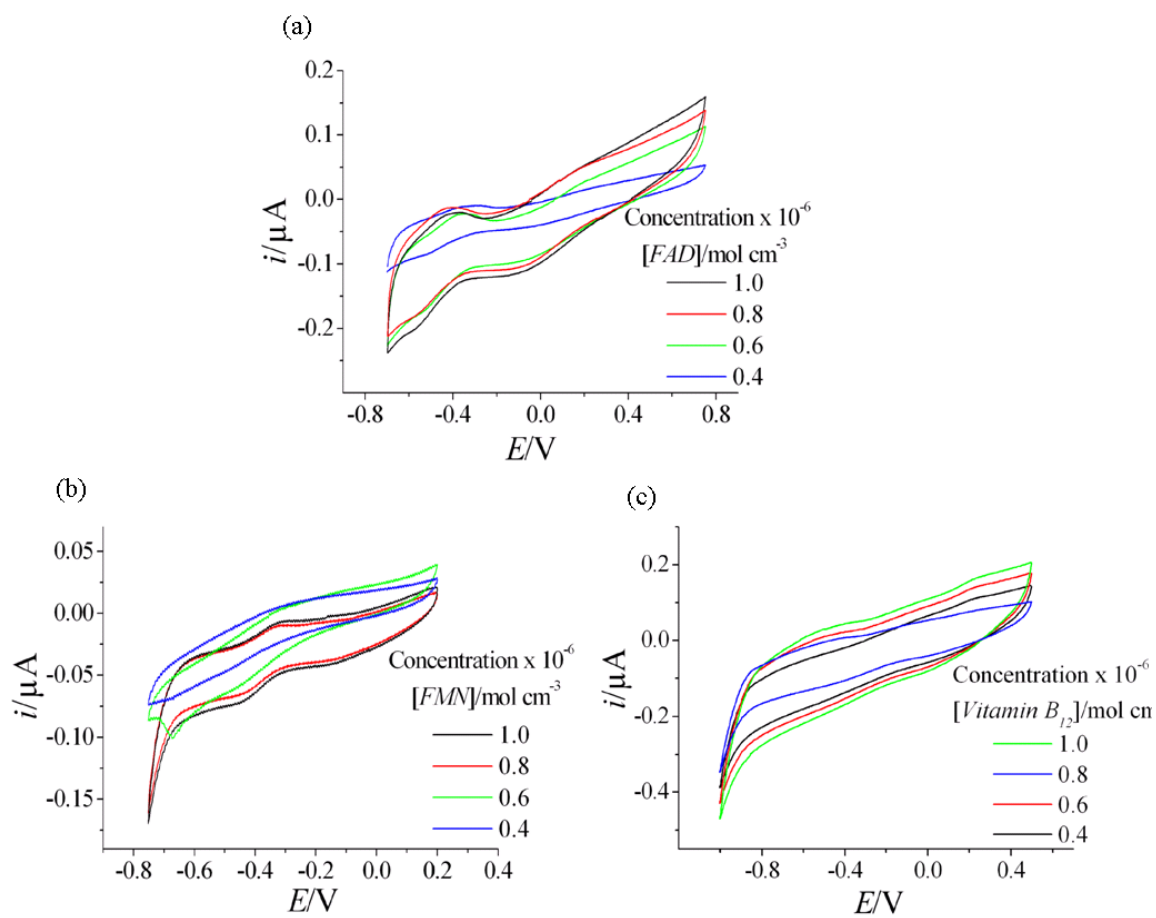 (a)
0.2
0.1
0.0
-0.1
-0.2
i/μA
-0.8
-0.4
0.0
0.4
0.8
E/V
Concentration x 10-6
[FAD]/mol cm-3
1.0
0.8
0.6
0.4
(b)
0.05
0.00
-0.05
-0.10
-0.15
i/μA
-0.8
-0.6
-0.4
-0.2
0.0
0.2
0.4
E/V
Concentration x 10-6
[FMN]/mol cm-3
1.0
0.8
0.6
0.4
(c)
0.2
0.0
-0.2
-0.4
i/μA
-0.8
-0.4
0.0
0.4
E/V
Concentration x 10-6
[Vitamin B12]/mol cm
1.0
0.8
0.6
0.4